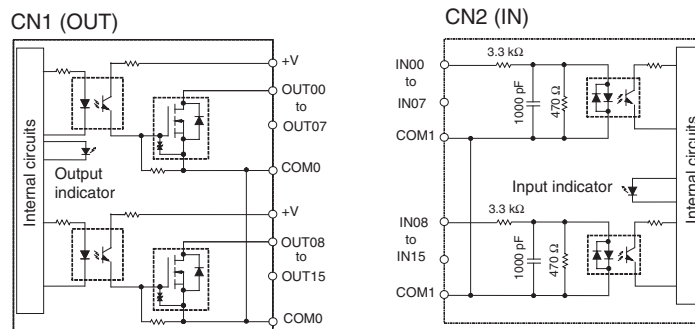 CN1 (OUT)
Internal circuits
+V
OUT00
to
OUT07
COM0
Output
indicator
+V
OUT08
to
OUT15
COM0
CN2 (IN)
IN00
to
IN07
COM1
3.3 kΩ
1000 pF
470 Ω
Input indicator
Internal circuits
IN08
to
IN15
COM1
3.3 kΩ
1000 pF
470 Ω